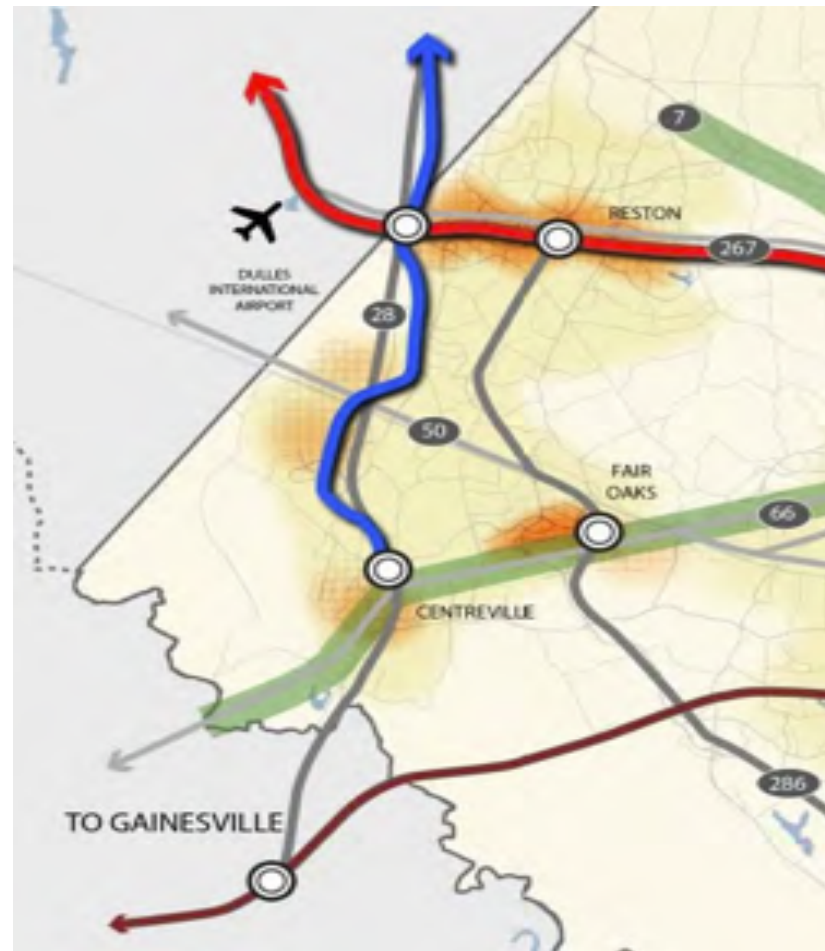 7
RESTON
267
DULLES
INTERNATIONAL
AIRPORT
28
50
FAIR
OAKS
66
CENTREVILLE
286
TO GAINESVILLE